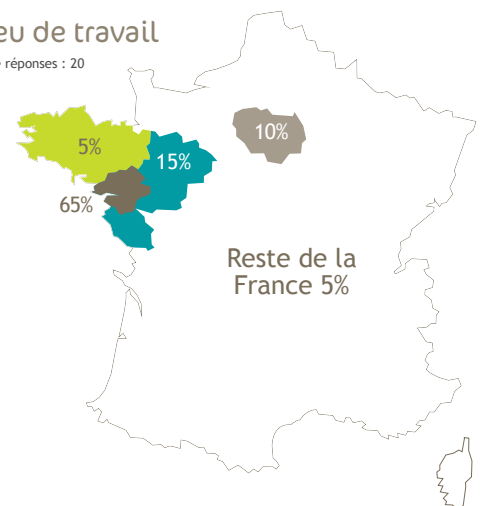 eu de travail
réponses : 20
5%
10%
15%
65%
Reste de la
France 5%